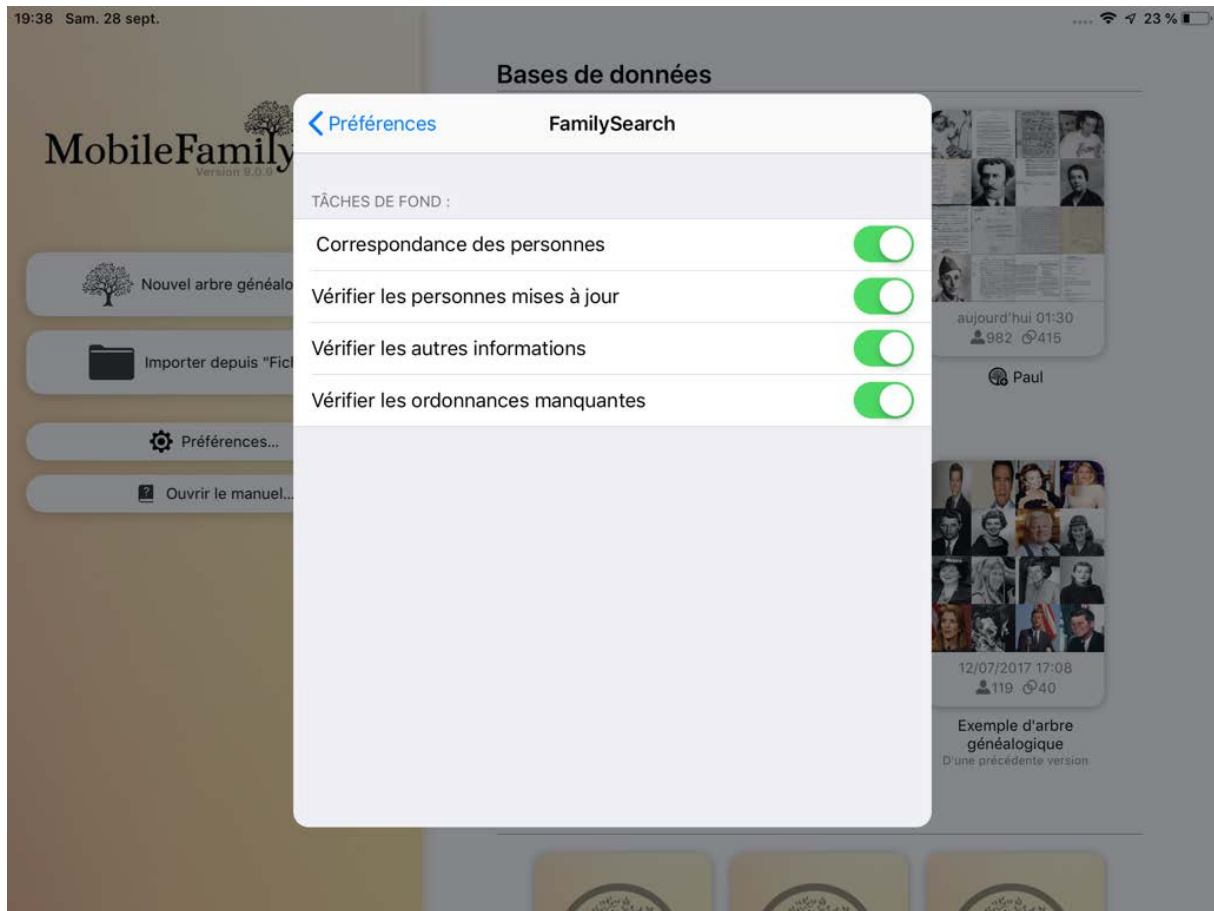 19:38 Sam. 28 sept.
23 %
Bases de données
MobileFamily
Version 9.0.9
Nouvel arbre généalo
Importer depuis "Fich
Préférences...
Ouvrir le manuel...
Préférences
FamilySearch
TÂCHES DE FOND :
Correspondance des personnes
Vérifier les personnes mises à jour
Vérifier les autres informations
Vérifier les ordonnances manquantes
aujourd'hui 01:30
982 415
Paul
12/07/2017 17:08
119 40
Exemple d'arbre
généalogique
D'une précédente version